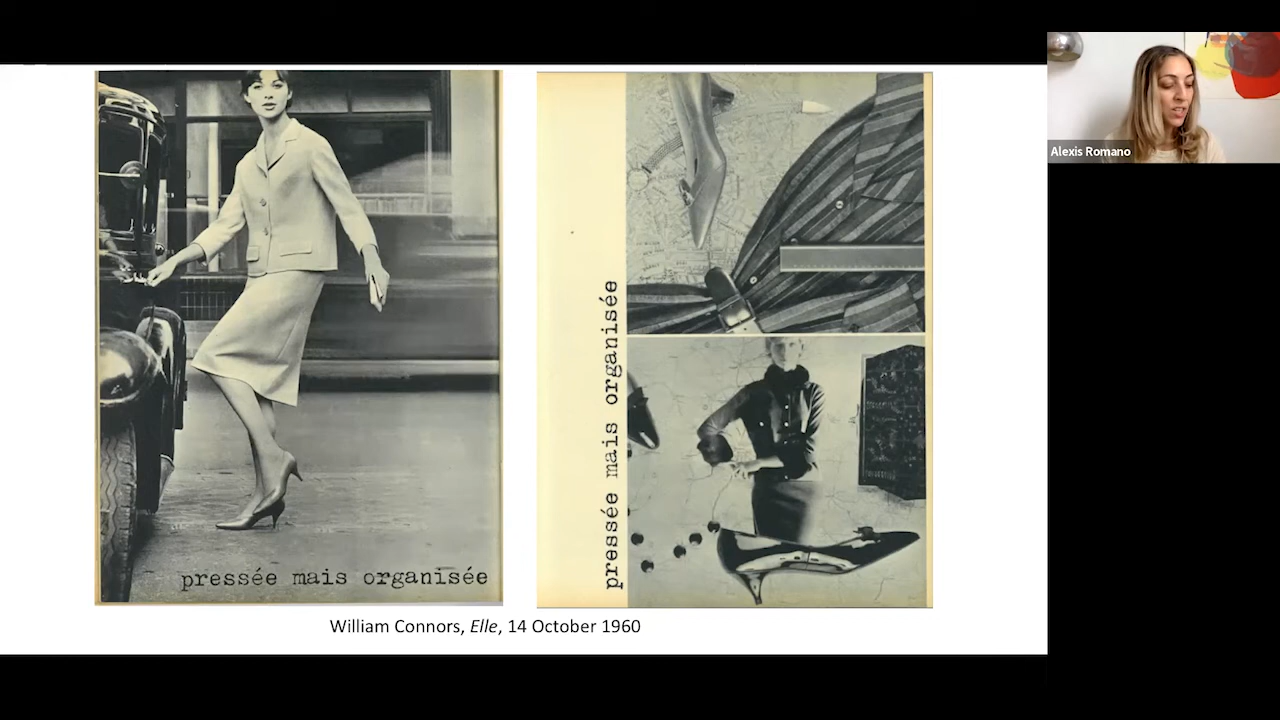 pressée mais organisée
pressée mais organisée
William Connors, Elle, 14 October 1960
Alexis Romano